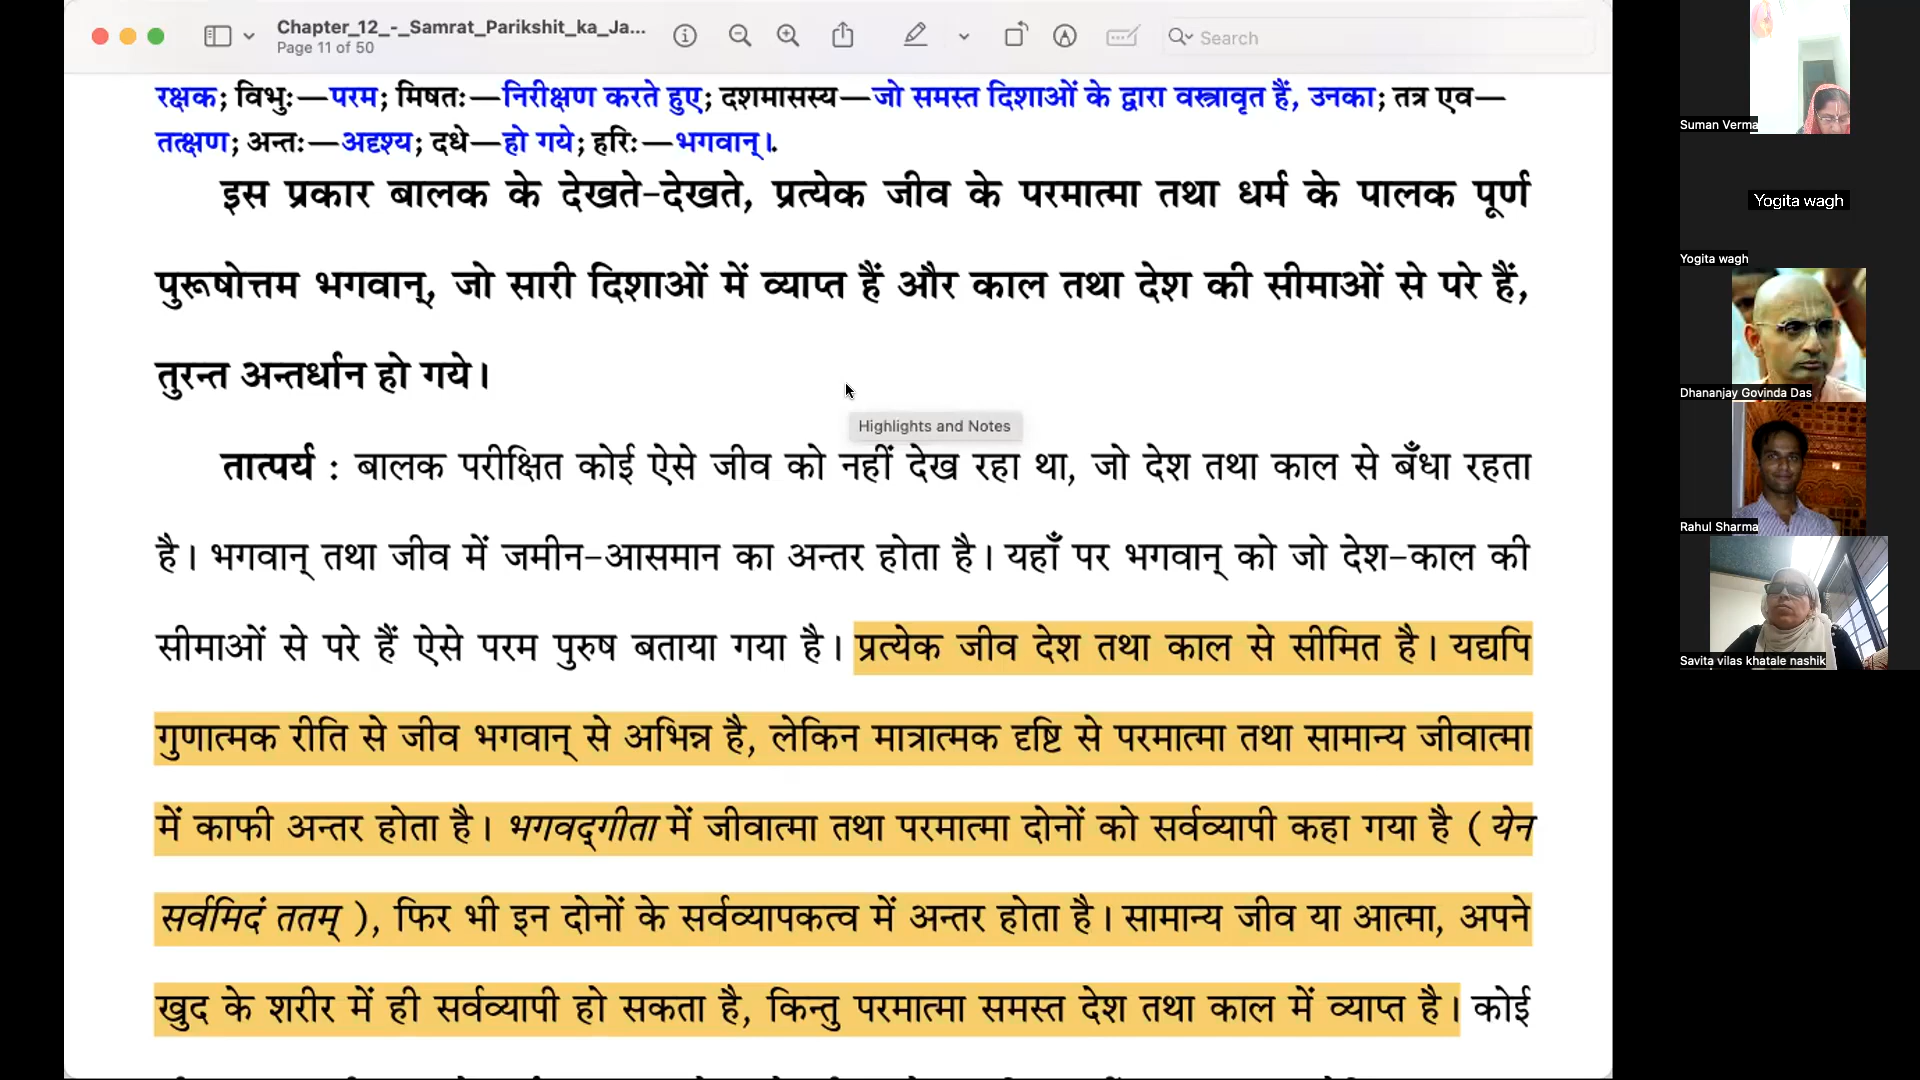 Chapter_12_-_Samrat_Parikshit_ka_Ja...
Page 11 of 50
Search
रक्षक; विभुः—परम; मिषतः—निरीक्षण करते हुए; दशमासस्य—जो समस्त दिशाओं के द्वारा वस्त्रावृत हैं, उनका; तत्र एव—
तत्क्षण; अन्तः—अदृश्य; दधे—हो गये; हरिः—भगवान्।.
इस प्रकार बालक के देखते-देखते, प्रत्येक जीव के परमात्मा तथा धर्म के पालक पूर्ण
पुरूषोत्तम भगवान्, जो सारी दिशाओं में व्याप्त हैं और काल तथा देश की सीमाओं से परे हैं,
तुरन्त अन्तर्धान हो गये।
Highlights and Notes
तात्पर्य : बालक परीक्षित कोई ऐसे जीव को नहीं देख रहा था, जो देश तथा काल से बँधा रहता
है। भगवान् तथा जीव में जमीन-आसमान का अन्तर होता है। यहाँ पर भगवान् को जो देश-काल की
सीमाओं से परे हैं ऐसे परम पुरुष बताया गया है। प्रत्येक जीव देश तथा काल से सीमित है। यद्यपि
गुणात्मक रीति से जीव भगवान् से अभिन्न है, लेकिन मात्रात्मक दृष्टि से परमात्मा तथा सामान्य जीवात्मा
में काफी अन्तर होता है। भगवद्गीता में जीवात्मा तथा परमात्मा दोनों को सर्वव्यापी कहा गया है ( येन
सर्वमिदं ततम् ), फिर भी इन दोनों के सर्वव्यापकत्व में अन्तर होता है। सामान्य जीव या आत्मा, अपने
खुद के शरीर में ही सर्वव्यापी हो सकता है, किन्तु परमात्मा समस्त देश तथा काल में व्याप्त है। कोई
Suman Verma
Yogita wagh
Yogita wagh
Dhananjay Govinda Das
Rahul Sharma
Savita vilas khatale nashik